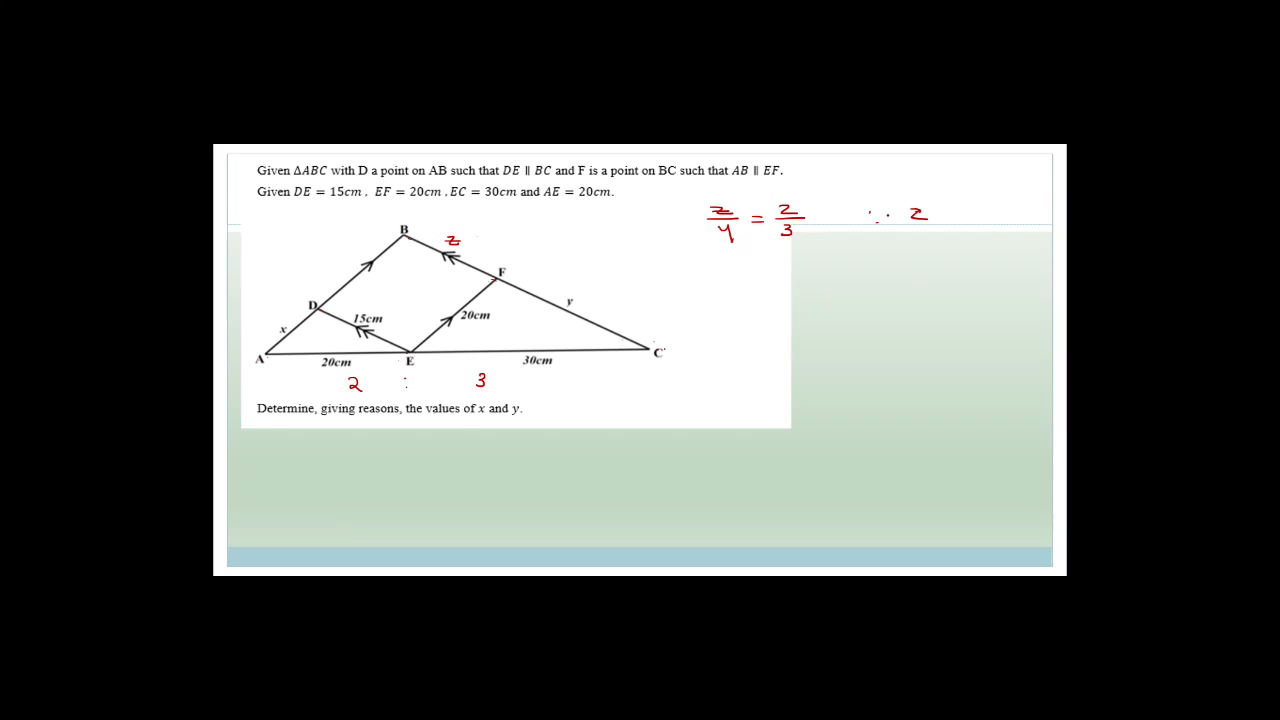 Given ΔABC with D a point on AB such that DE ∥ BC and F is a point on BC such that AB ∥ EF.
Given DE = 15cm , EF = 20cm , EC = 30cm and AE = 20cm.
z/y = 2/3 ∴ z
B
z
F
D
15cm
20cm
y
x
A
20cm
E
30cm
C
2 : 3
Determine, giving reasons, the values of x and y.